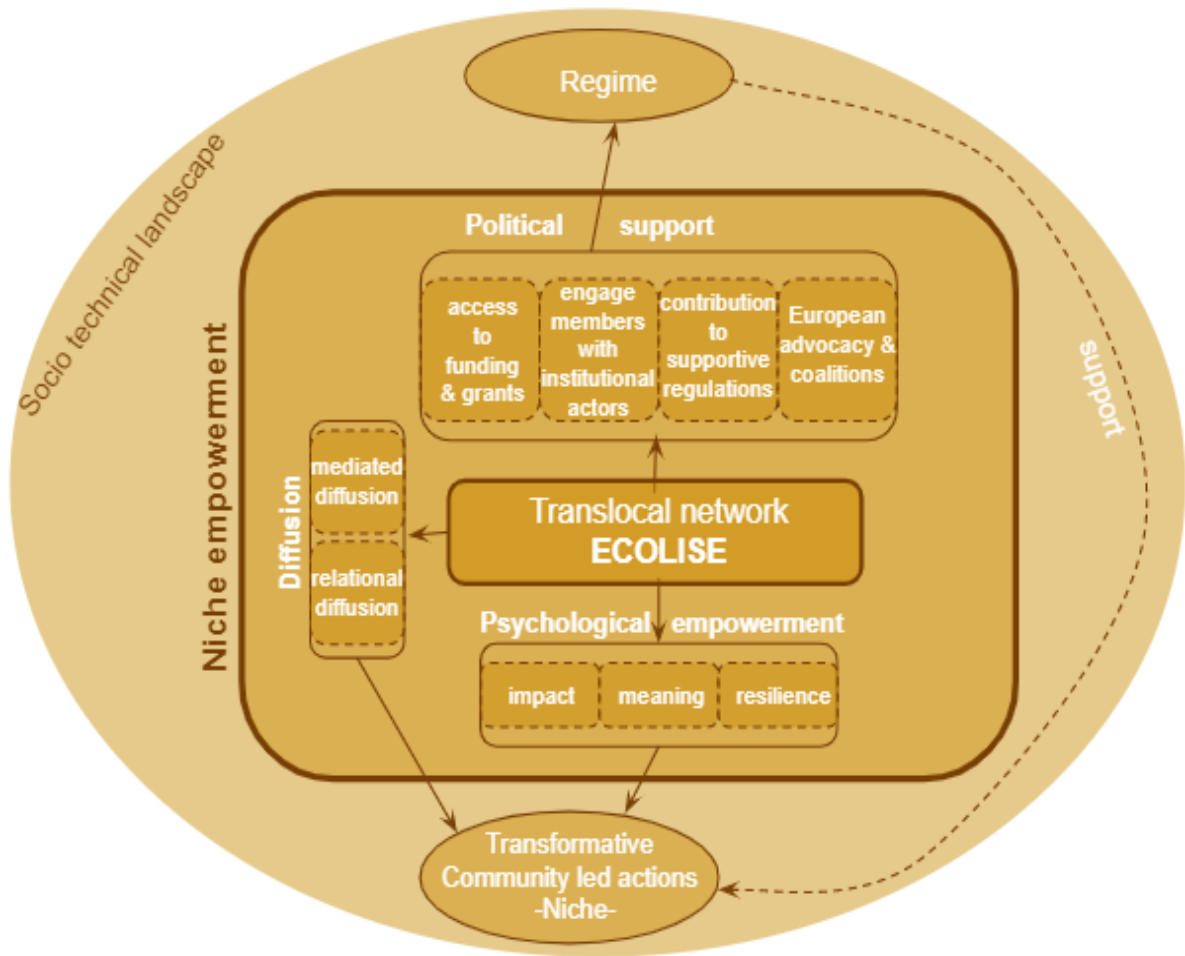 Regime
Socio technical landscape
Political support
access
to
funding
& grants
engage
members
with
institutional
actors
contribution
to
supportive
regulations
European
advocacy &
coalitions
support
Niche empowerment
Diffusion
mediated
diffusion
relational
diffusion
Translocal network
ECOLISE
Psychological empowerment
impact
meaning
resilience
Transformative
Community led actions
-Niche-